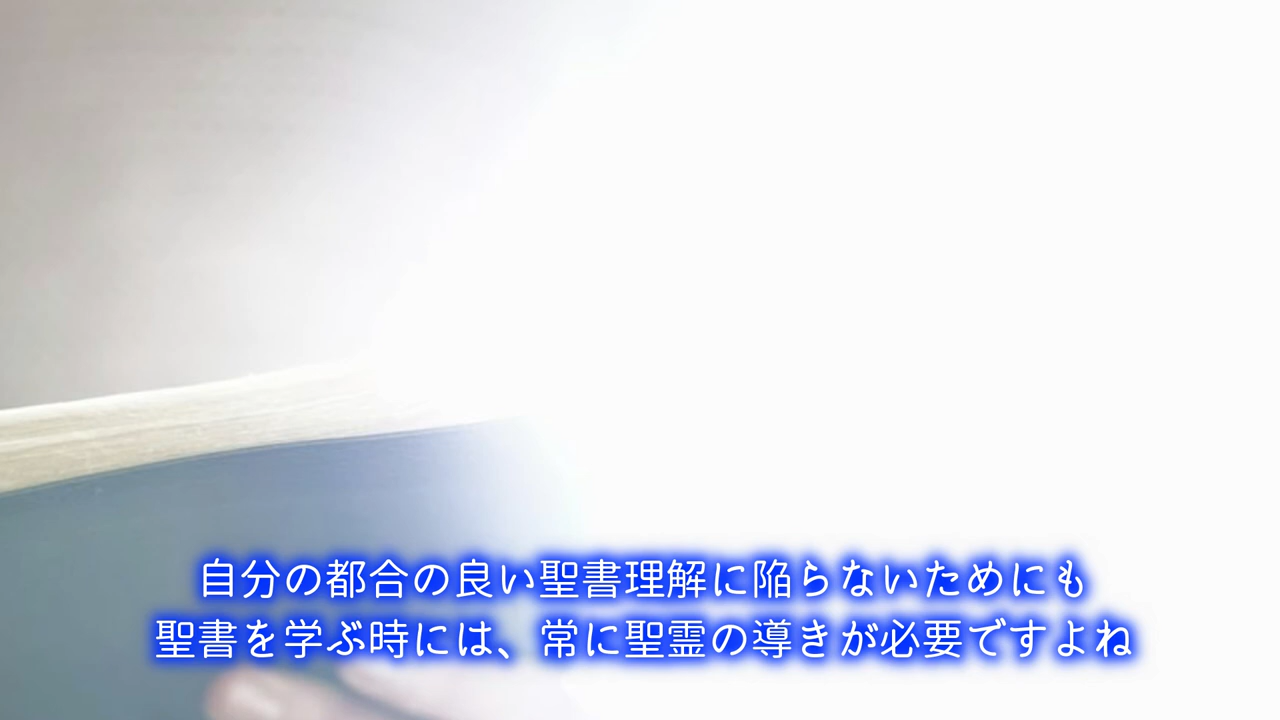 自分の都合の良い聖書理解に陥らないためにも
聖書を学ぶ時には、常に聖霊の導きが必要ですよね